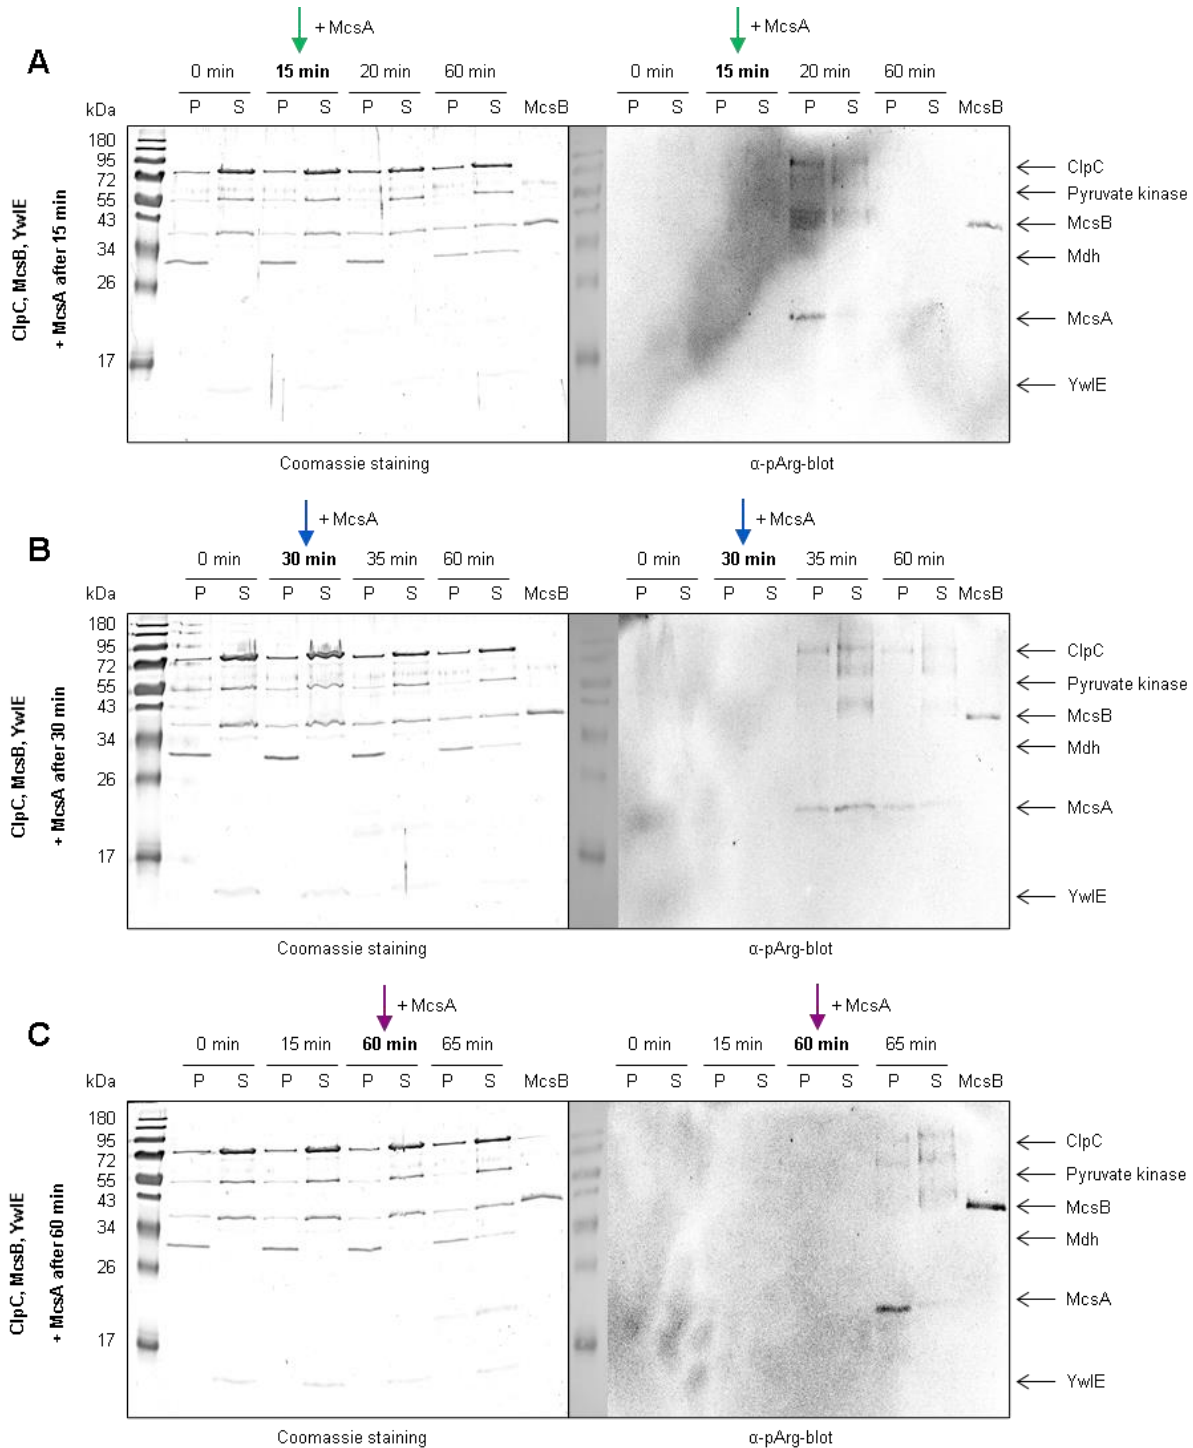 + McsA + McsA
A
0 min 15 min 20 min 60 min 0 min 15 min 20 min 60 min
kDa P S P S P S P S McsB P S P S P S P S McsB
180
95
72
55
43
34
26
17
ClpC, McsB, YwlE
+ McsA after 15 min
ClpC
Pyruvate kinase
McsB
Mdh
McsA
YwlE
Coomassie staining α-pArg-blot
+ McsA + McsA
B
0 min 30 min 35 min 60 min 0 min 30 min 35 min 60 min
kDa P S P S P S P S McsB P S P S P S P S McsB
180
95
72
55
43
34
26
17
ClpC, McsB, YwlE
+ McsA after 30 min
ClpC
Pyruvate kinase
McsB
Mdh
McsA
YwlE
Coomassie staining α-pArg-blot
+ McsA + McsA
C
0 min 15 min 60 min 65 min 0 min 15 min 60 min 65 min
kDa P S P S P S P S McsB P S P S P S P S McsB
180
95
72
55
43
34
26
17
ClpC, McsB, YwlE
+ McsA after 60 min
ClpC
Pyruvate kinase
McsB
Mdh
McsA
YwlE
Coomassie staining α-pArg-blot